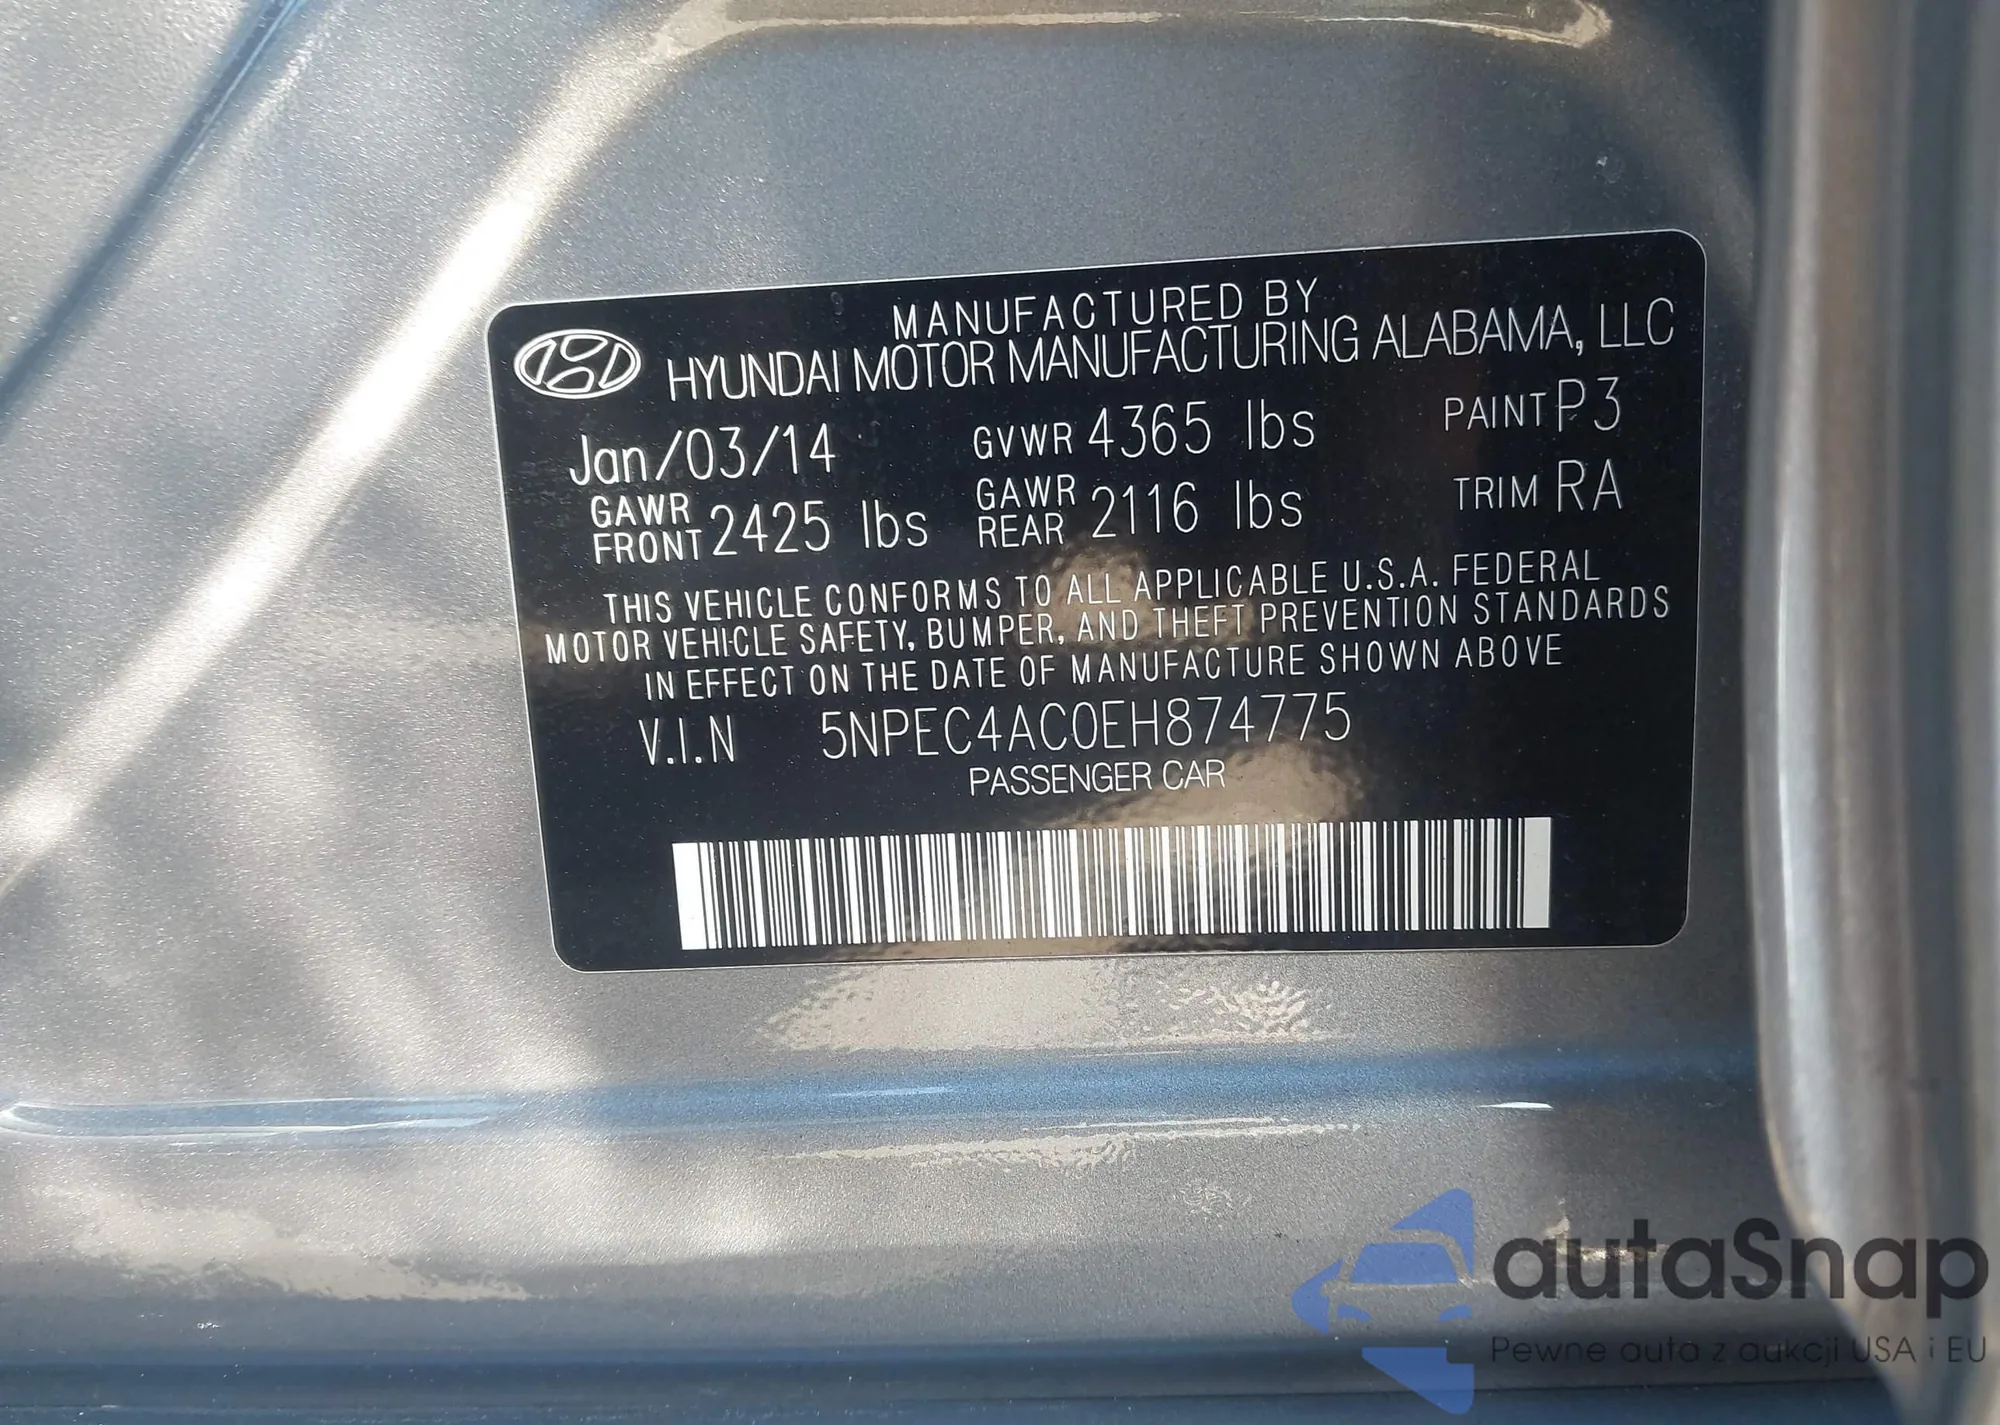 MANUFACTURED BY
HYUNDAI MOTOR MANUFACTURING ALABAMA, LLC
Jan/03/14 GVWR 4365 lbs PAINT P3
GAWR FRONT 2425 lbs GAWR REAR 2116 lbs TRIM RA
THIS VEHICLE CONFORMS TO ALL APPLICABLE U.S.A. FEDERAL
MOTOR VEHICLE SAFETY, BUMPER, AND THEFT PREVENTION STANDARDS
IN EFFECT ON THE DATE OF MANUFACTURE SHOWN ABOVE
V.I.N 5NPEC4AC0EH874775
PASSENGER CAR
autoSnap
Pewne auta z aukcji USA i EU